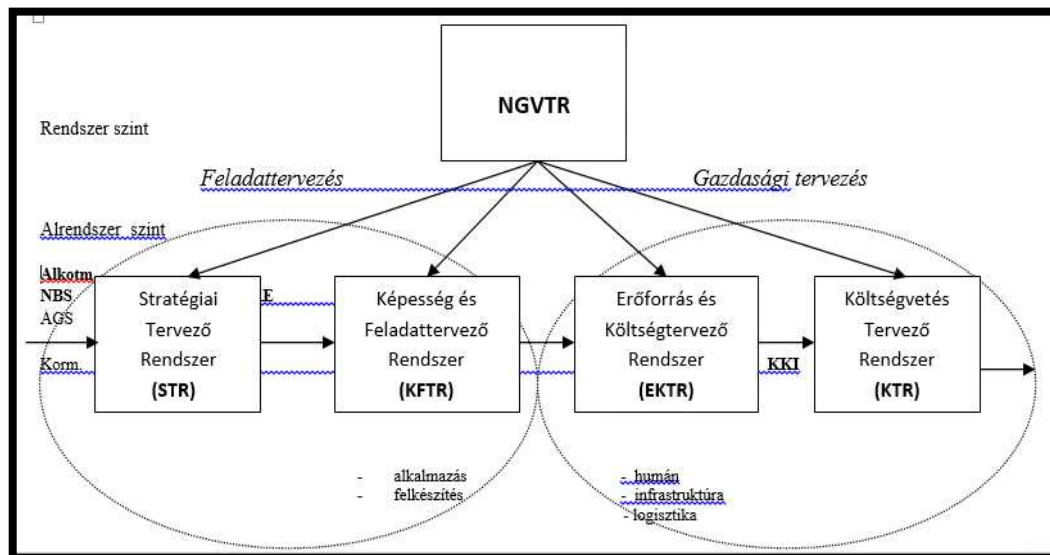 NGVTR
Rendszer szint
Feladattervezés
Gazdasági tervezés
Alrendszer szint
Alkotm
NBS
AGS
Korm.
Stratégiai
Tervező
Rendszer
(STR)
E
Képesség és
Feladattervező
Rendszer
(KFTR)
Erőforrás és
Költségtervező
Rendszer
(EKTR)
KKI
Költségvetés
Tervező
Rendszer
(KTR)
- alkalmazás
- felkészítés
- humán
- infrastruktúra
- logisztika